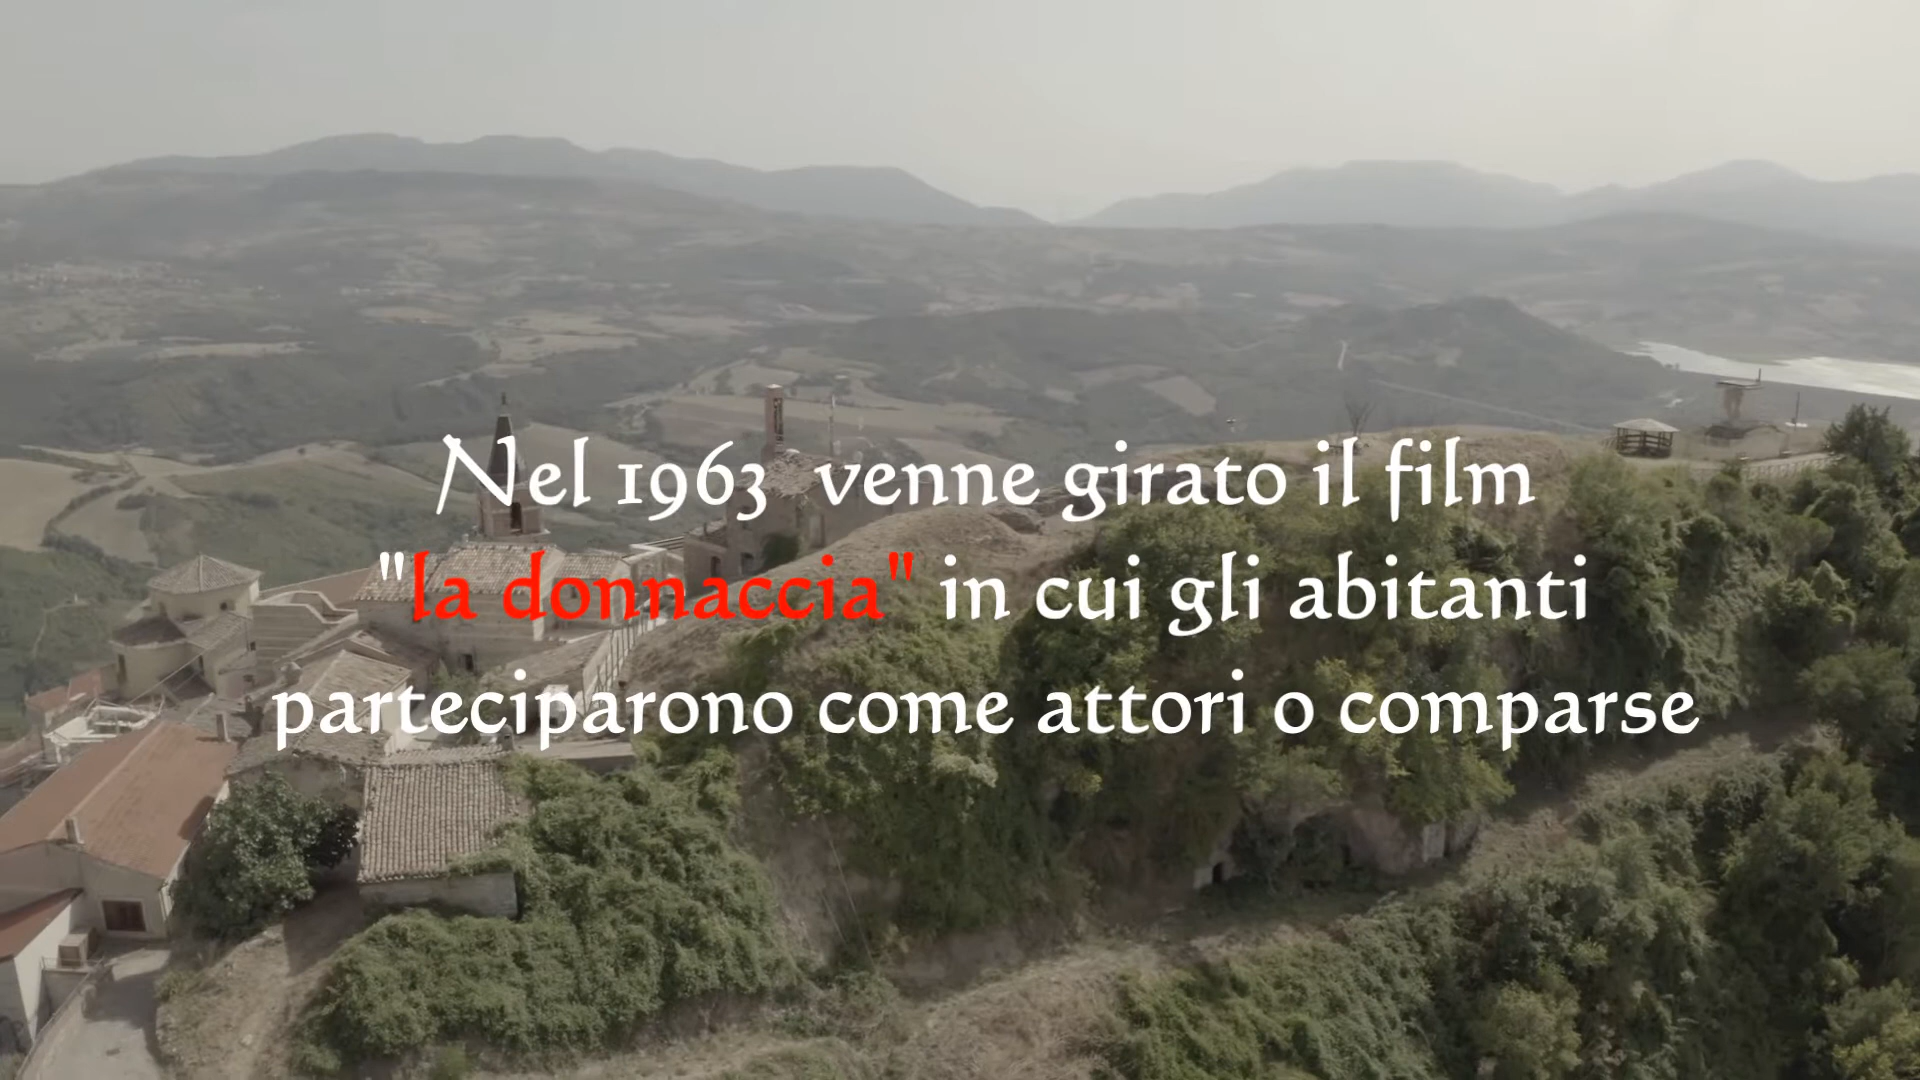 Nel 1963 venne girato il film
"la donnaccia" in cui gli abitanti
parteciparono come attori o comparse